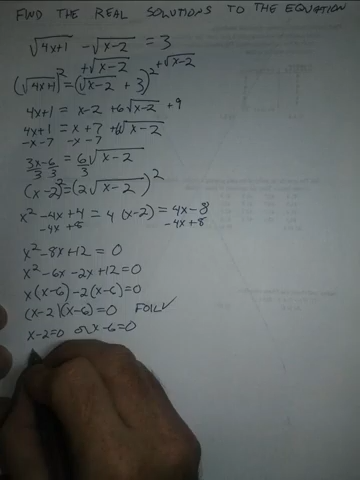 FIND THE REAL SOLUTIONS TO THE EQUATION
√4x+1 - √x-2 = 3
+√x-2 +√x-2
(√4x+1)² = (√x-2 + 3)²
4x+1 = x-2 + 6√x-2 + 9
4x+1 = x+7 + 6√x-2
-x-7 -x-7
3x-6/3 = 6/3 √x-2
(x-2)² = (2√x-2)²
x²-4x+4 = 4(x-2) = 4x-8
-4x+8 -4x+8
x²-8x+12 = 0
x²-6x-2x+12=0
x(x-6)-2(x-6)=0
(x-2)(x-6)=0 FOIL✓
x-2=0 or x-6=0